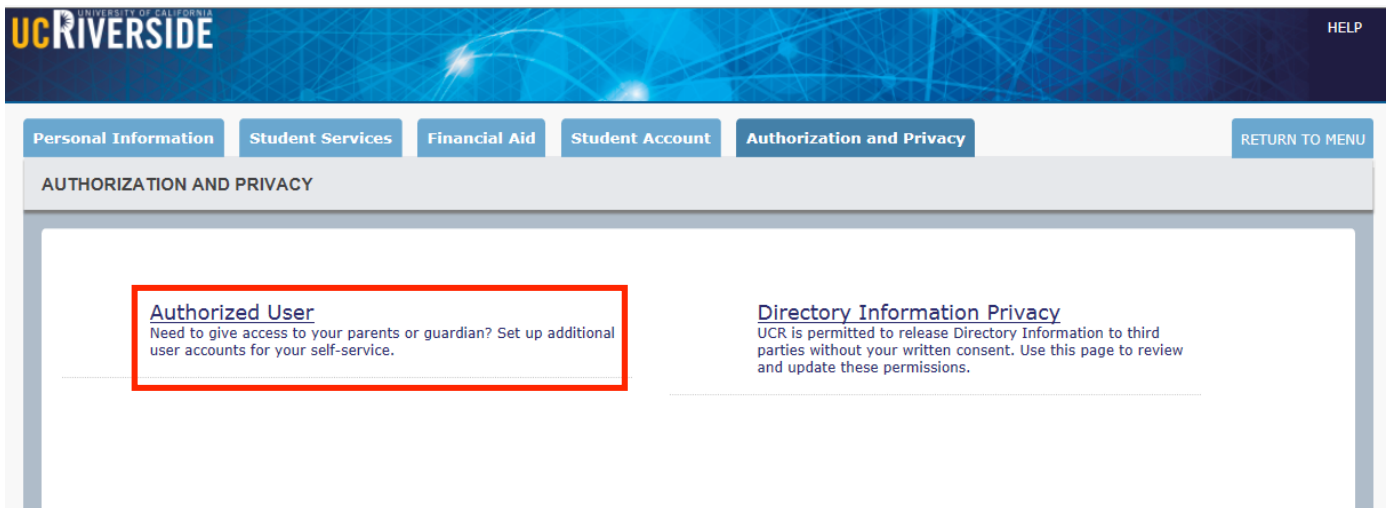 UNIVERSITY OF CALIFORNIA
UCRIVERSIDE
HELP
Personal Information
Student Services
Financial Aid
Student Account
Authorization and Privacy
RETURN TO MENU
AUTHORIZATION AND PRIVACY
Authorized User
Need to give access to your parents or guardian? Set up additional
user accounts for your self-service.
Directory Information Privacy
UCR is permitted to release Directory Information to third
parties without your written consent. Use this page to review
and update these permissions.